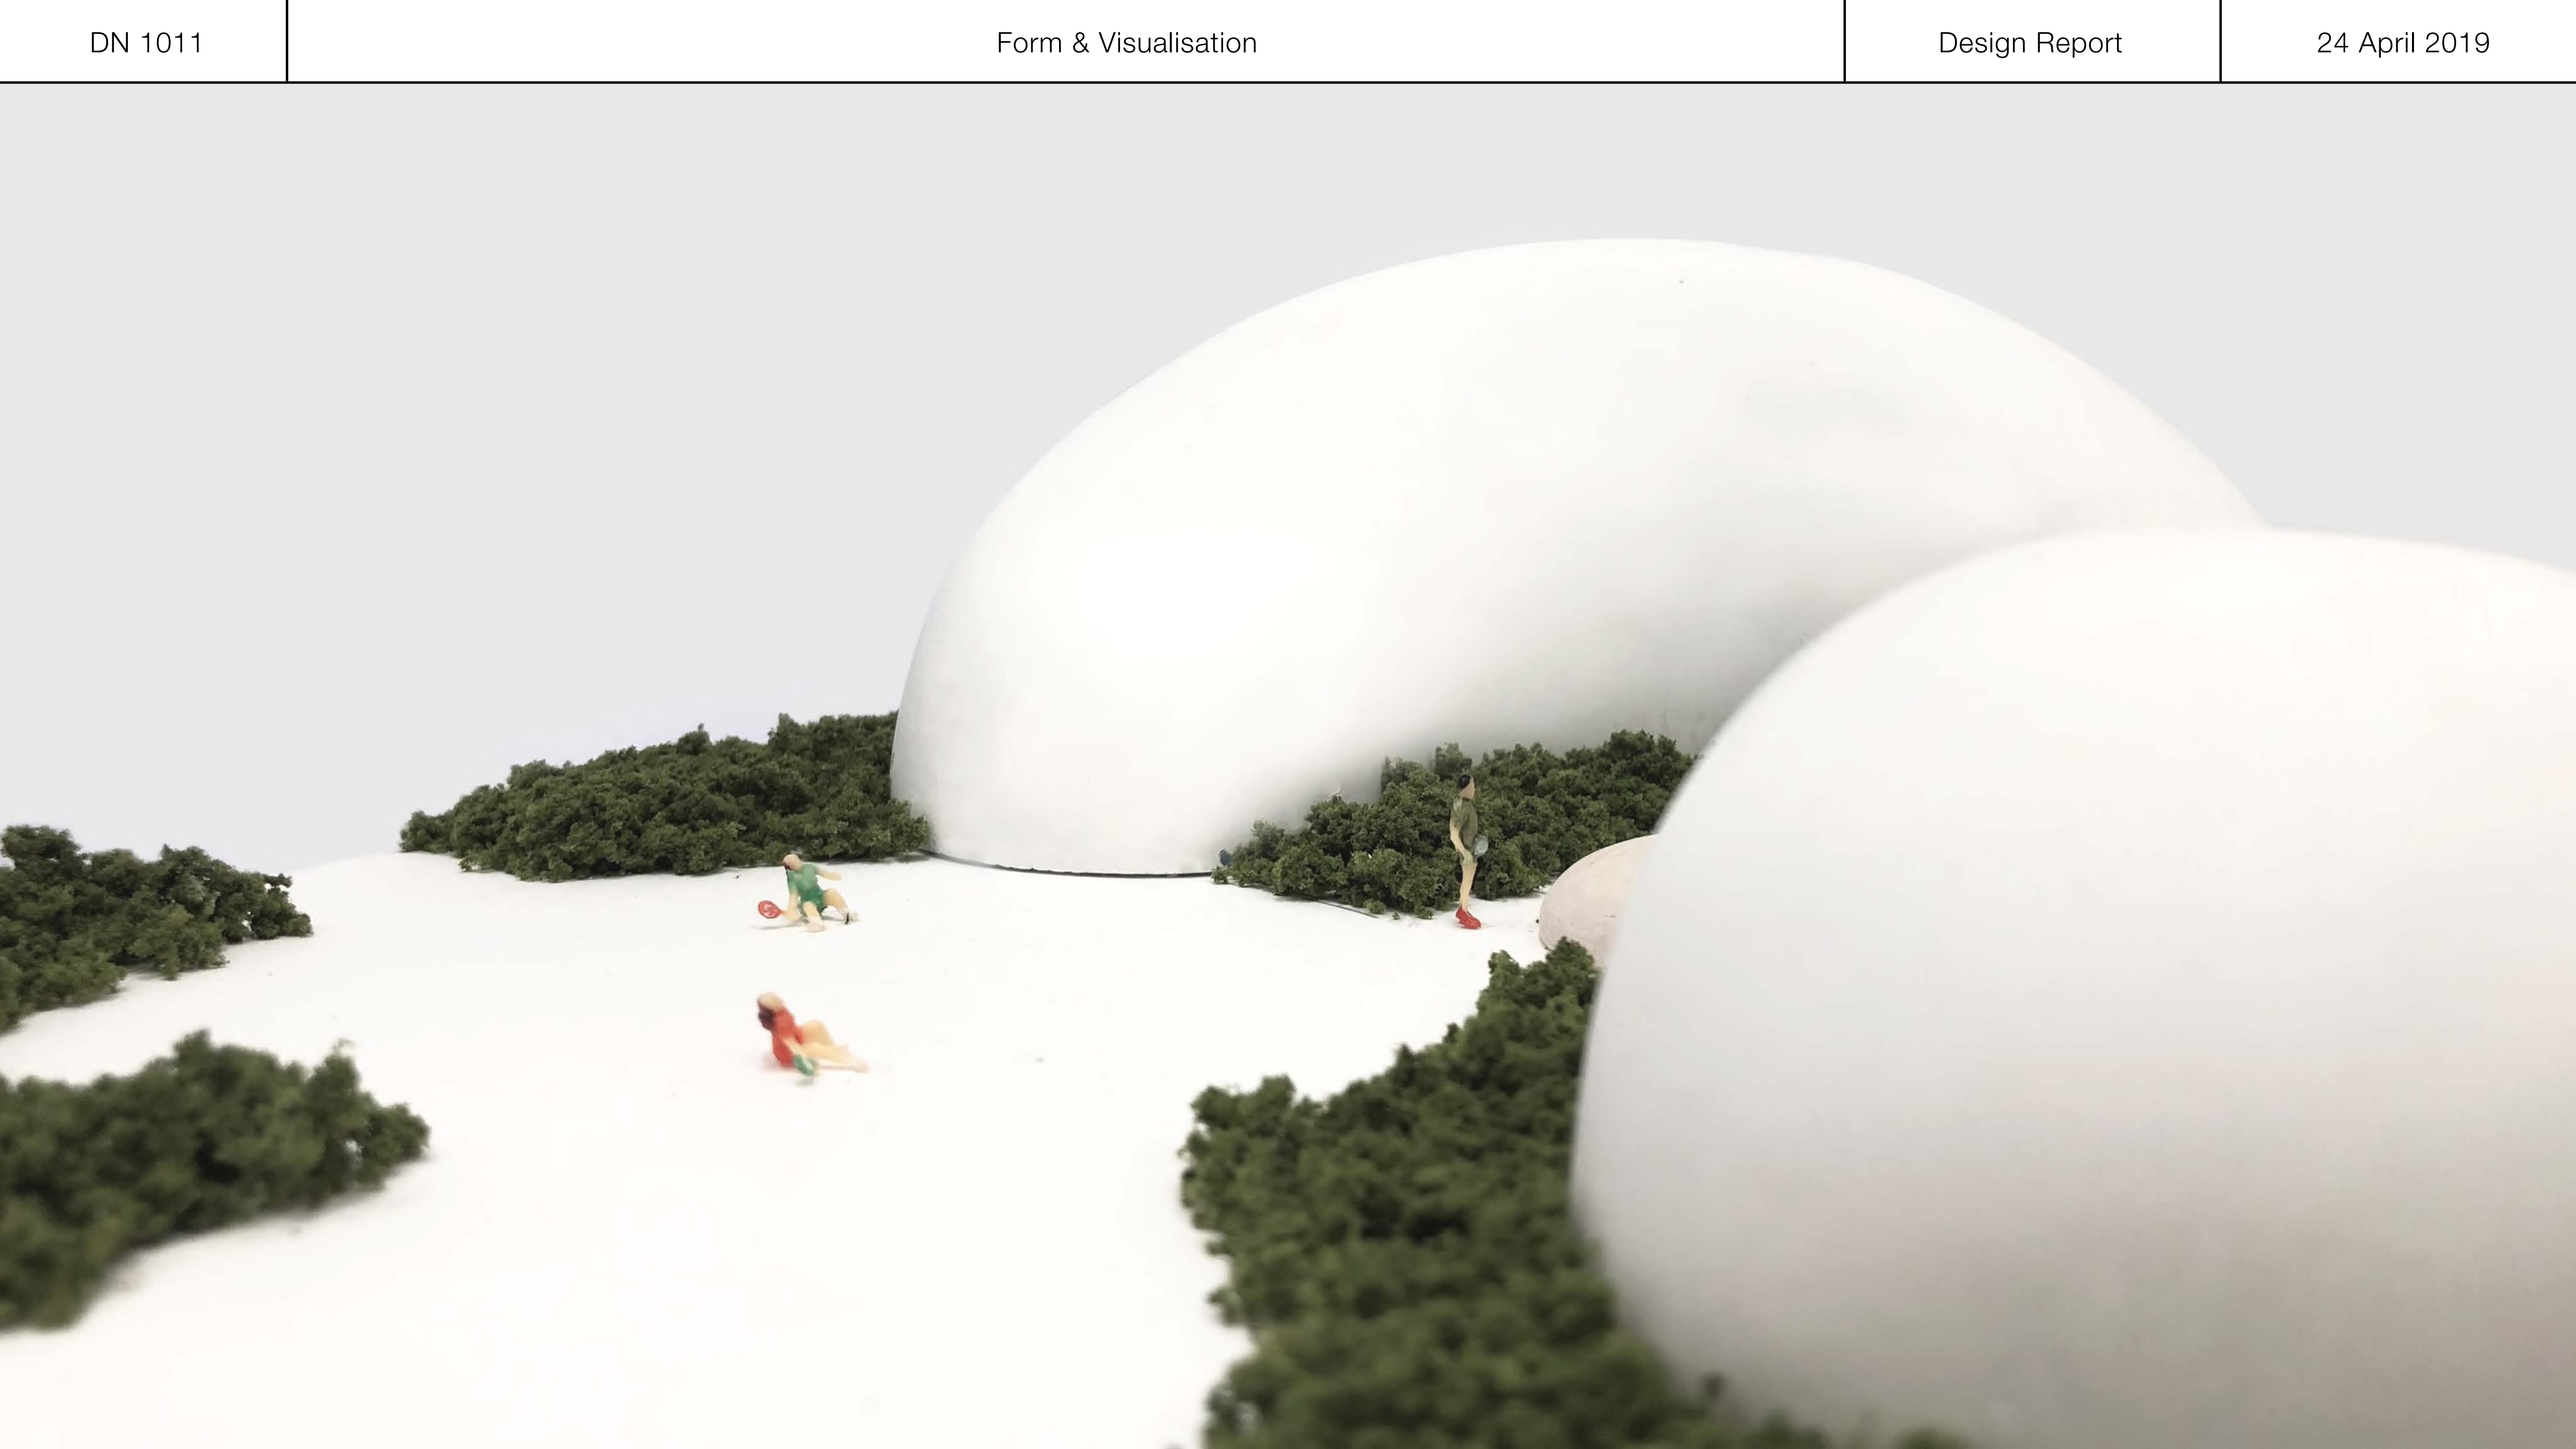 DN 1011
Form & Visualisation
Design Report
24 April 2019